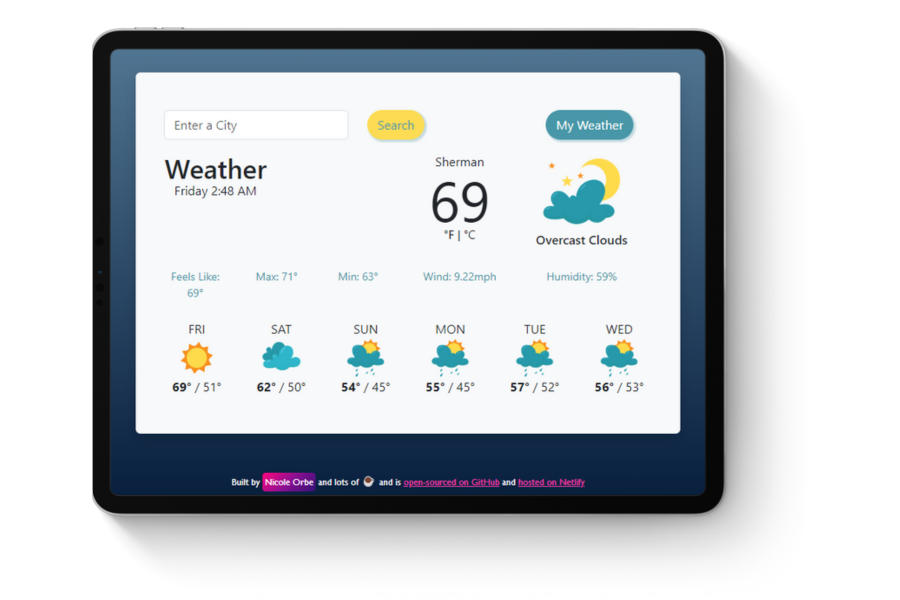 Enter a City
Search
My Weather
Weather
Friday 2:48 AM
Sherman
69
°F | °C
Overcast Clouds
Feels Like:
69°
Max: 71°
Min: 63°
Wind: 9.22mph
Humidity: 59%
FRI
SAT
SUN
MON
TUE
WED
69° / 51°
62° / 50°
54° / 45°
55° / 45°
57° / 52°
56° / 53°
Built by Nicole Orbe and lots of ☕ and is open-sourced on GitHub and hosted on Netlify